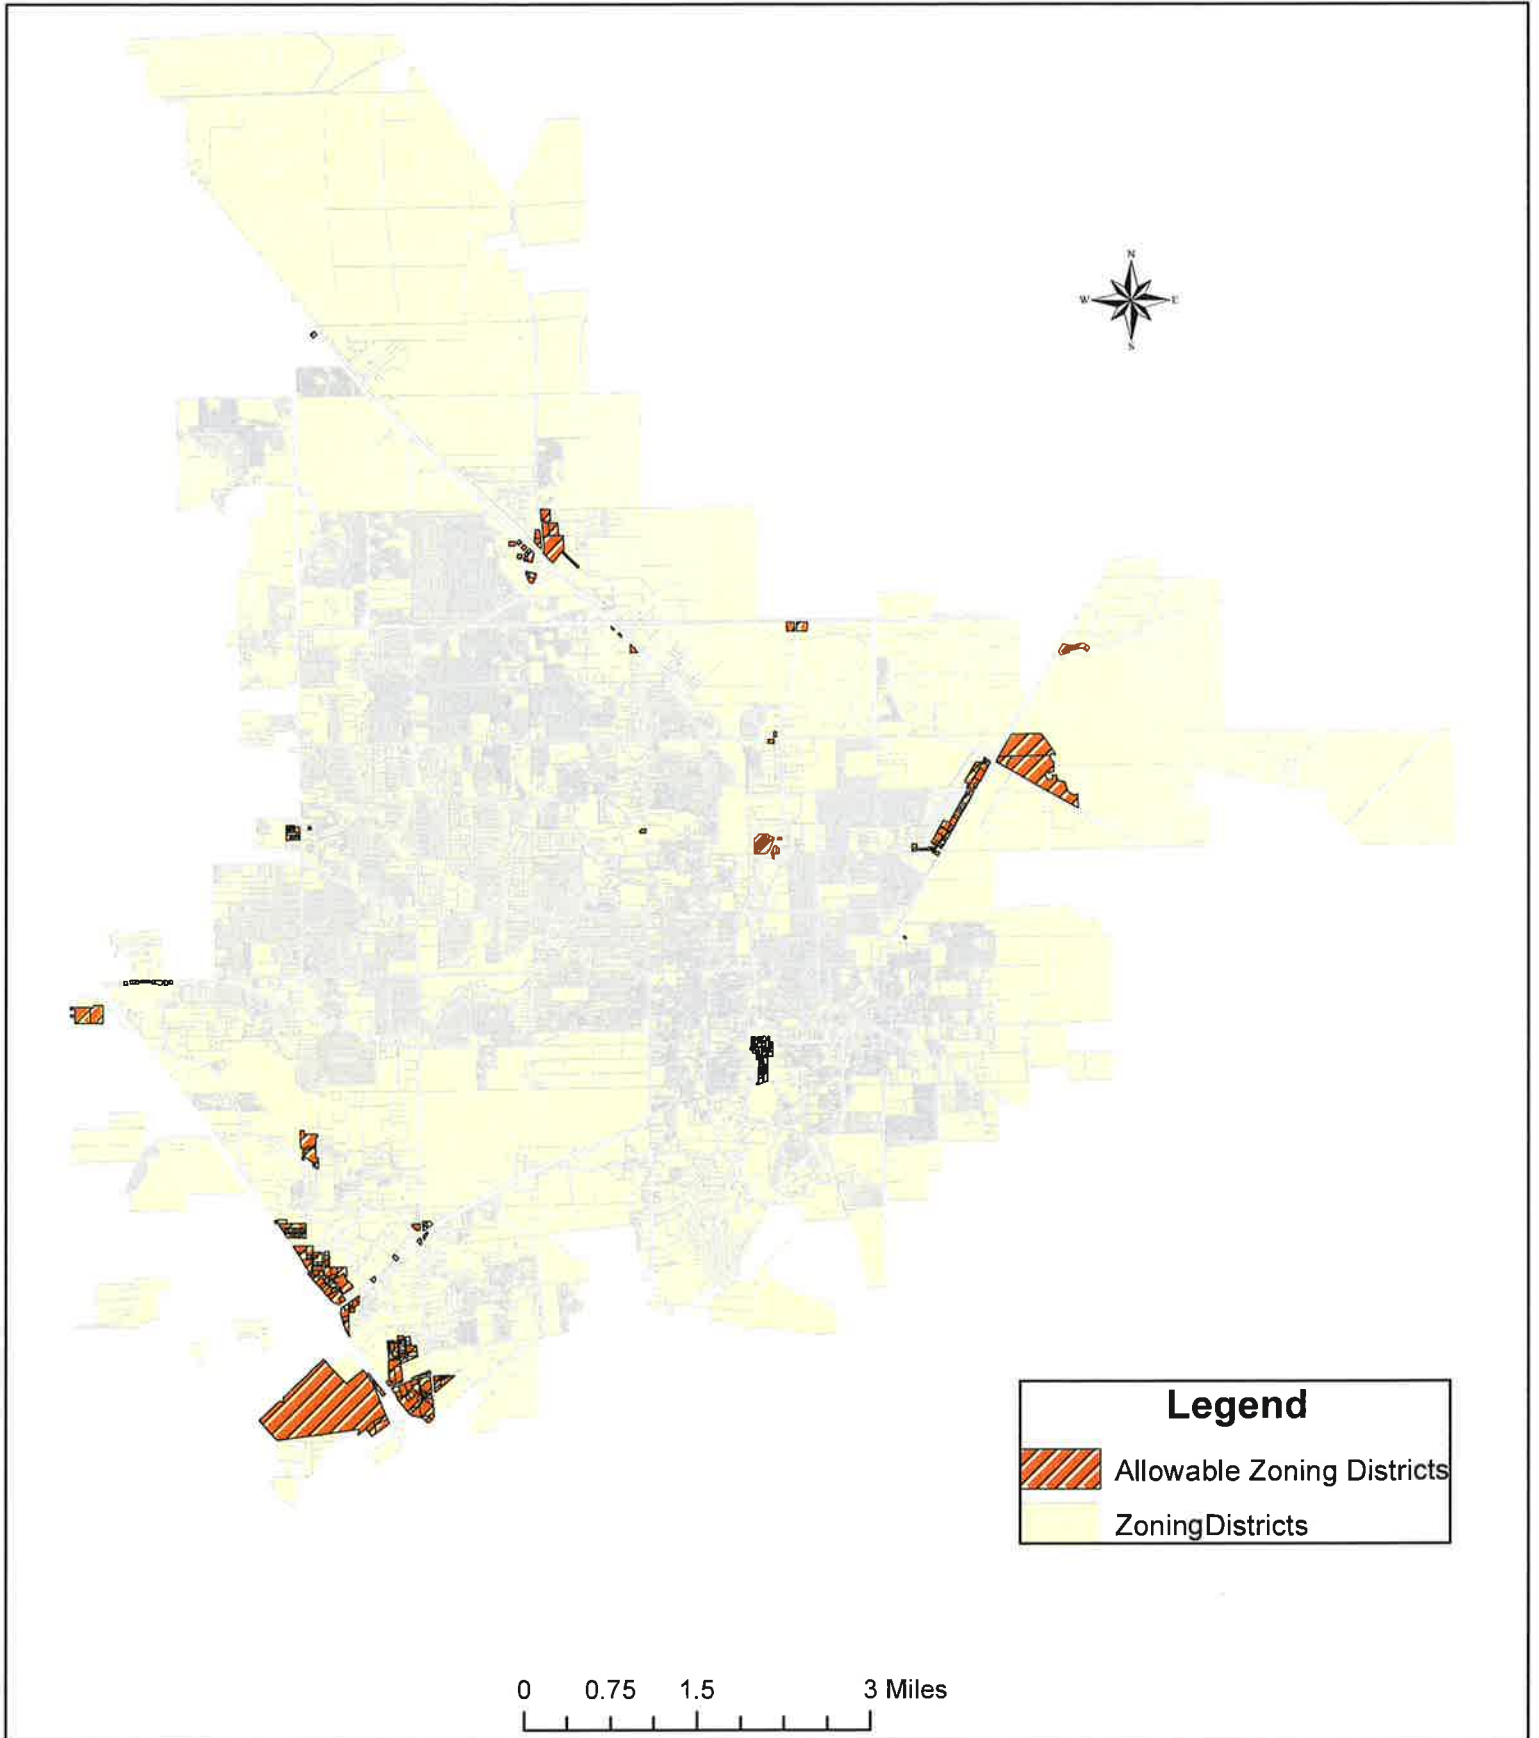 N
W E
S
Legend
Allowable Zoning Districts
ZoningDistricts
0 0.75 1.5 3 Miles